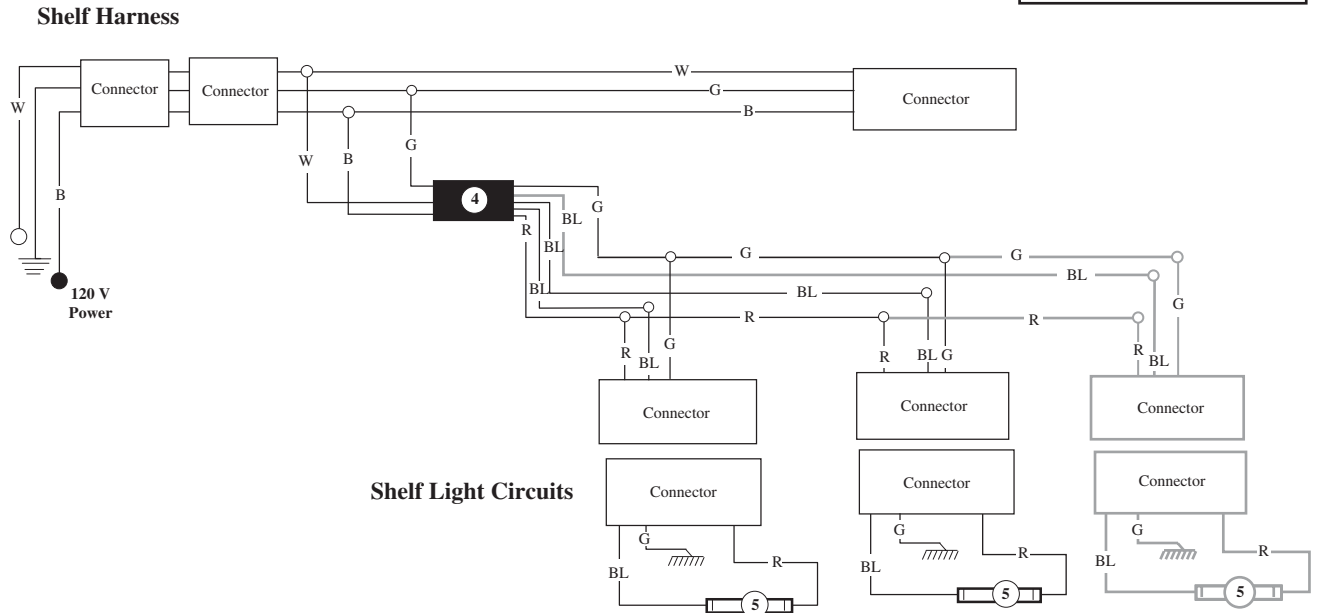 Shelf Harness
W
Connector
Connector
G
Connector
B
W
W
B
G
B
4
G
BL
R
BL
G
G
BL
120 V
Power
BL
BL
G
R
R
R
BL
G
R
BL G
R
BL
Connector
Connector
Connector
Shelf Light Circuits
Connector
Connector
Connector
G
G
G
BL
R
BL
R
BL
R
5
5
5